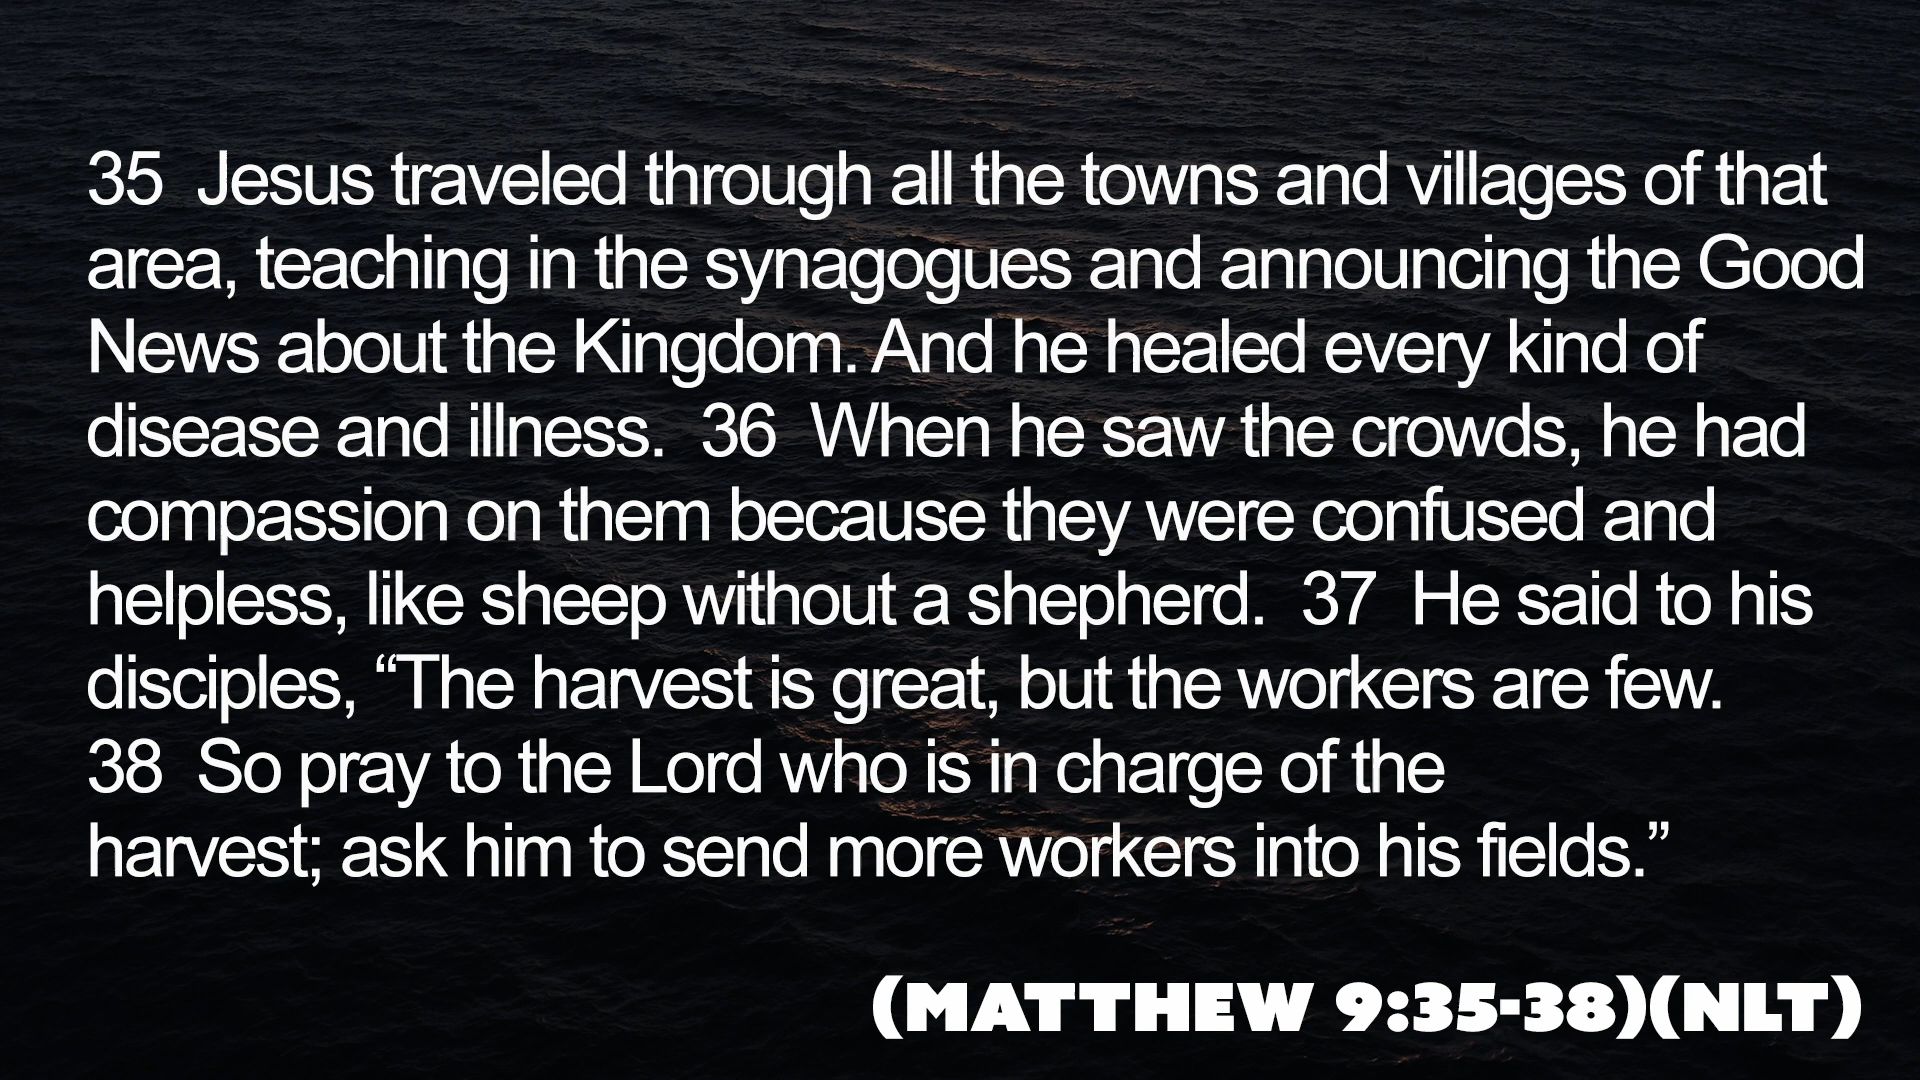 35  Jesus traveled through all the towns and villages of that
area, teaching in the synagogues and announcing the Good
News about the Kingdom. And he healed every kind of
disease and illness.  36  When he saw the crowds, he had
compassion on them because they were confused and
helpless, like sheep without a shepherd.  37  He said to his
disciples, “The harvest is great, but the workers are few.
38  So pray to the Lord who is in charge of the
harvest; ask him to send more workers into his fields.”
(MATTHEW 9:35-38)(NLT)